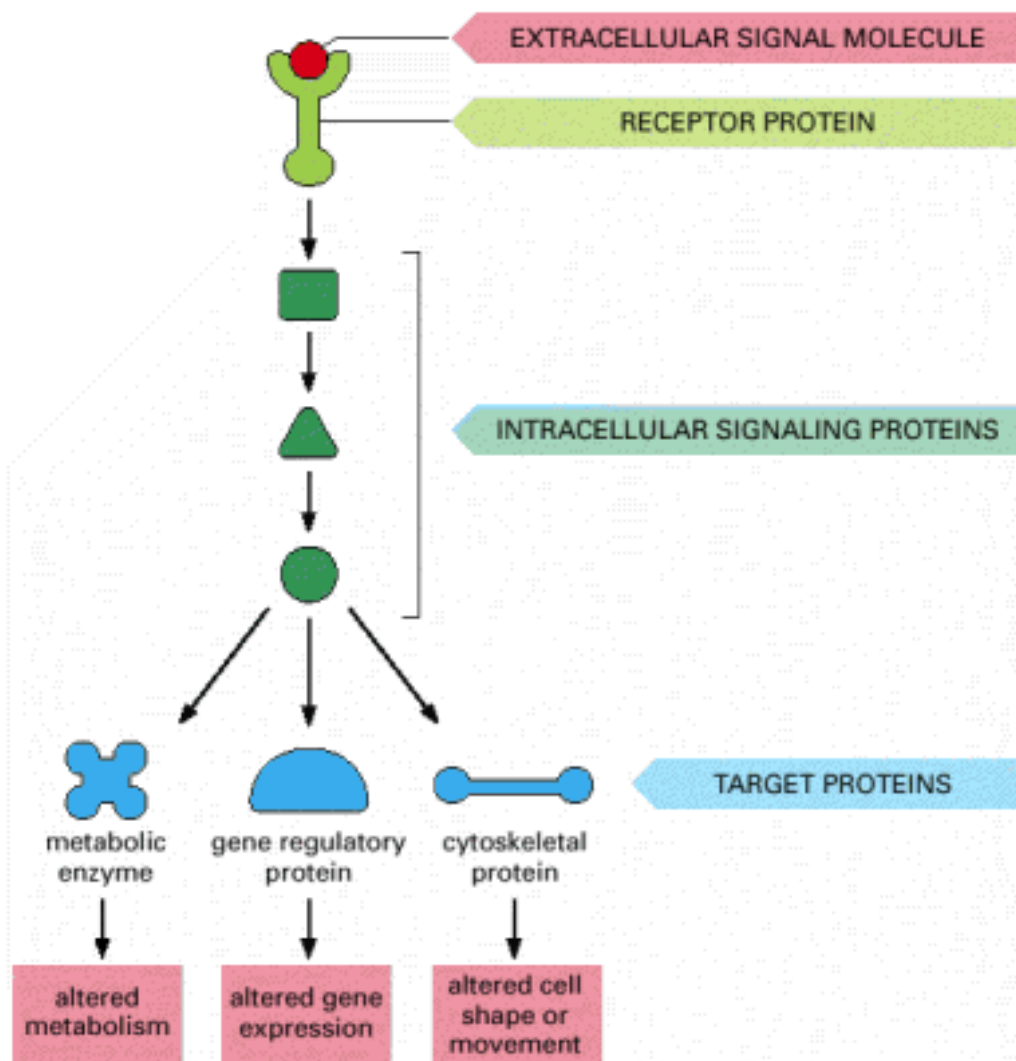 EXTRACELLULAR SIGNAL MOLECULE
RECEPTOR PROTEIN
INTRACELLULAR SIGNALING PROTEINS
TARGET PROTEINS
metabolic
enzyme
gene regulatory
protein
cytoskeletal
protein
altered
metabolism
altered gene
expression
altered cell
shape or
movement